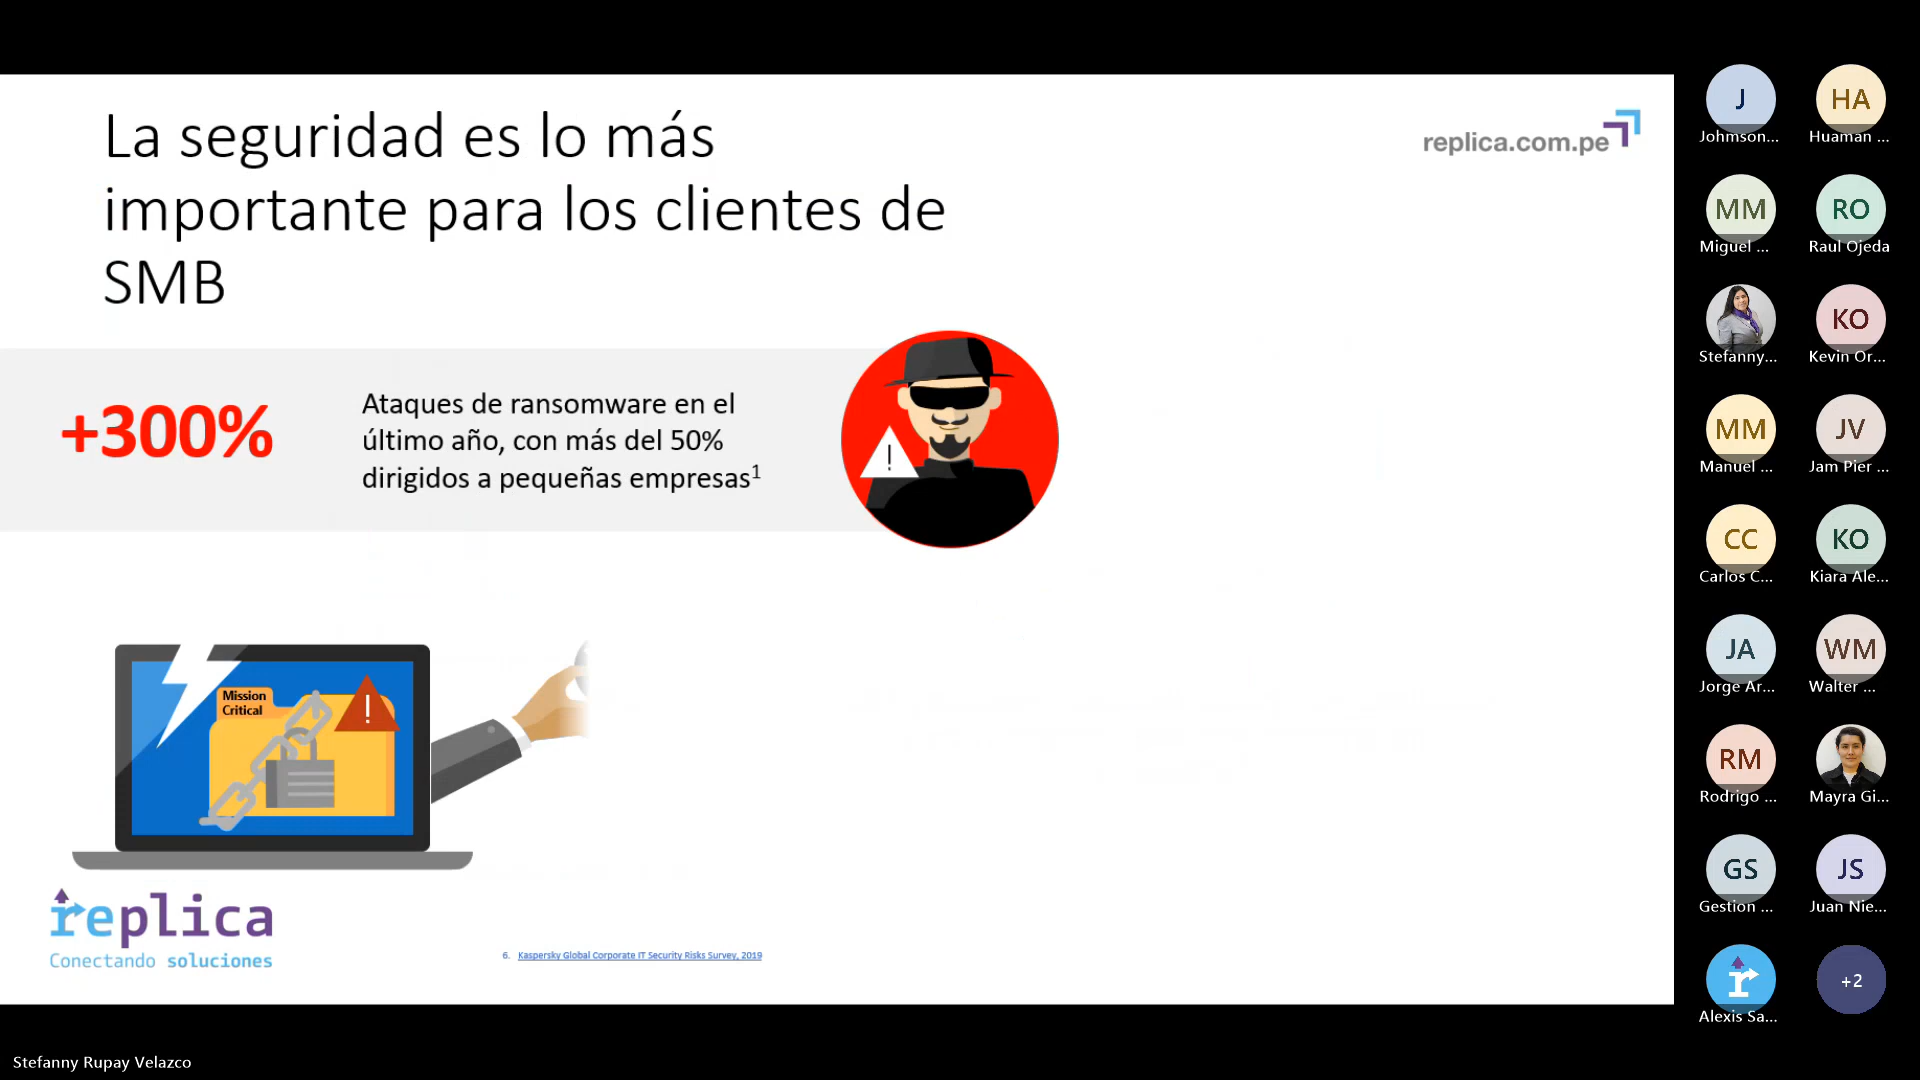 La seguridad es lo más
importante para los clientes de
SMB
replica.com.pe
+300%
Ataques de ransomware en el
último año, con más del 50%
dirigidos a pequeñas empresas¹
!
Mission
Critical
!
replica
Conectando soluciones
6. Kaspersky Global Corporate IT Security Risks Survey, 2019
J
Johmson...
HA
Huaman ...
MM
Miguel ...
RO
Raul Ojeda
Stefanny...
KO
Kevin Or...
MM
Manuel ...
JV
Jam Pier ...
CC
Carlos C...
KO
Kiara Ale...
JA
Jorge Ar...
WM
Walter ...
RM
Rodrigo ...
Mayra Gi...
GS
Gestion ...
JS
Juan Nie...
r
Alexis Sa...
+2
Stefanny Rupay Velazco